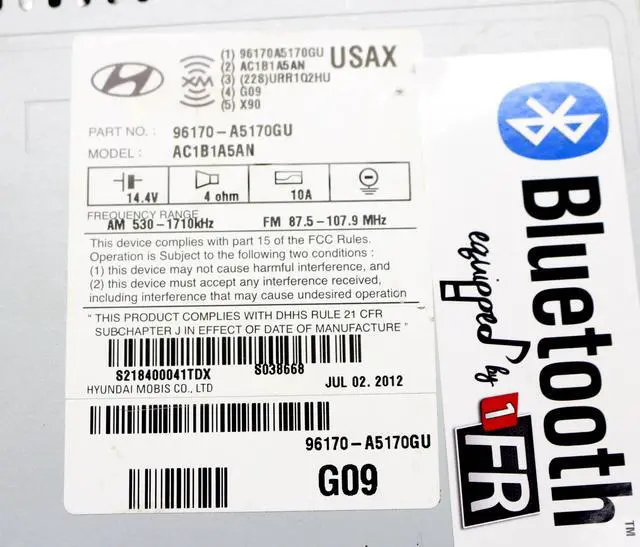 (1) 96170A5170GU
(2) AC1B1A5AN
(3) (228)URR1Q2HU
(4) G09
(5) X90
USAX
XM
PART NO. : 96170-A5170GU
MODEL : AC1B1A5AN
14.4V 4 ohm 10A
FREQUENCY RANGE
AM 530-1710kHz FM 87.5-107.9 MHz
This device complies with part 15 of the FCC Rules.
Operation is Subject to the following two conditions :
(1) this device may not cause harmful interference, and
(2) this device must accept any interference received,
including interference that may cause undesired operation
" THIS PRODUCT COMPLIES WITH DHHS RULE 21 CFR
SUBCHAPTER J IN EFFECT OF DATE OF MANUFACTURE "
S218400041TDX S038668
HYUNDAI MOBIS CO., LTD JUL 02. 2012
96170-A5170GU
G09
Bluetooth TM
equipped by
1
FR